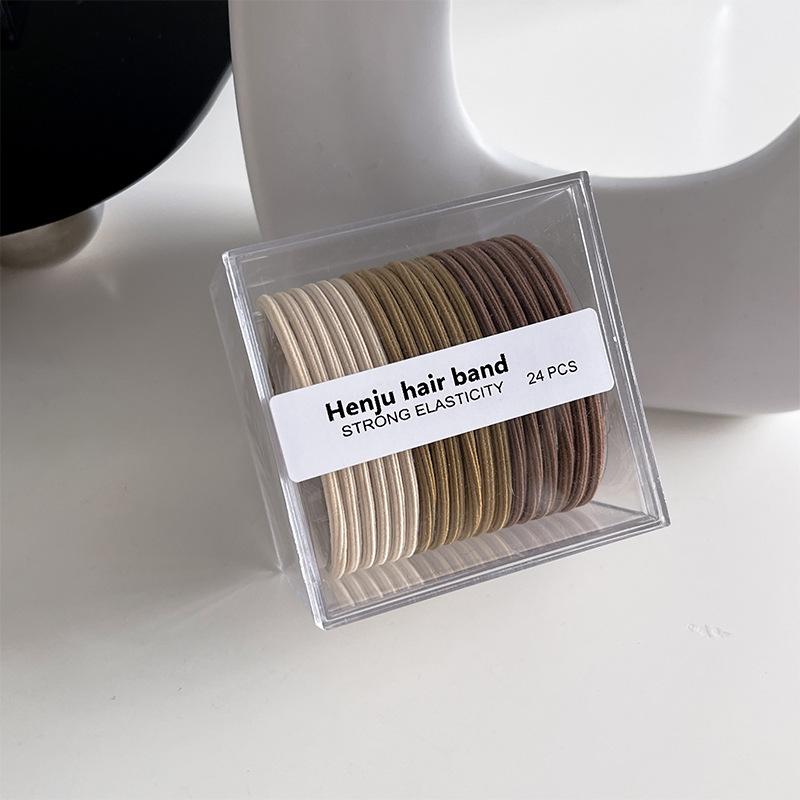 Henju hair band
STRONG ELASTICITY
24 PCS